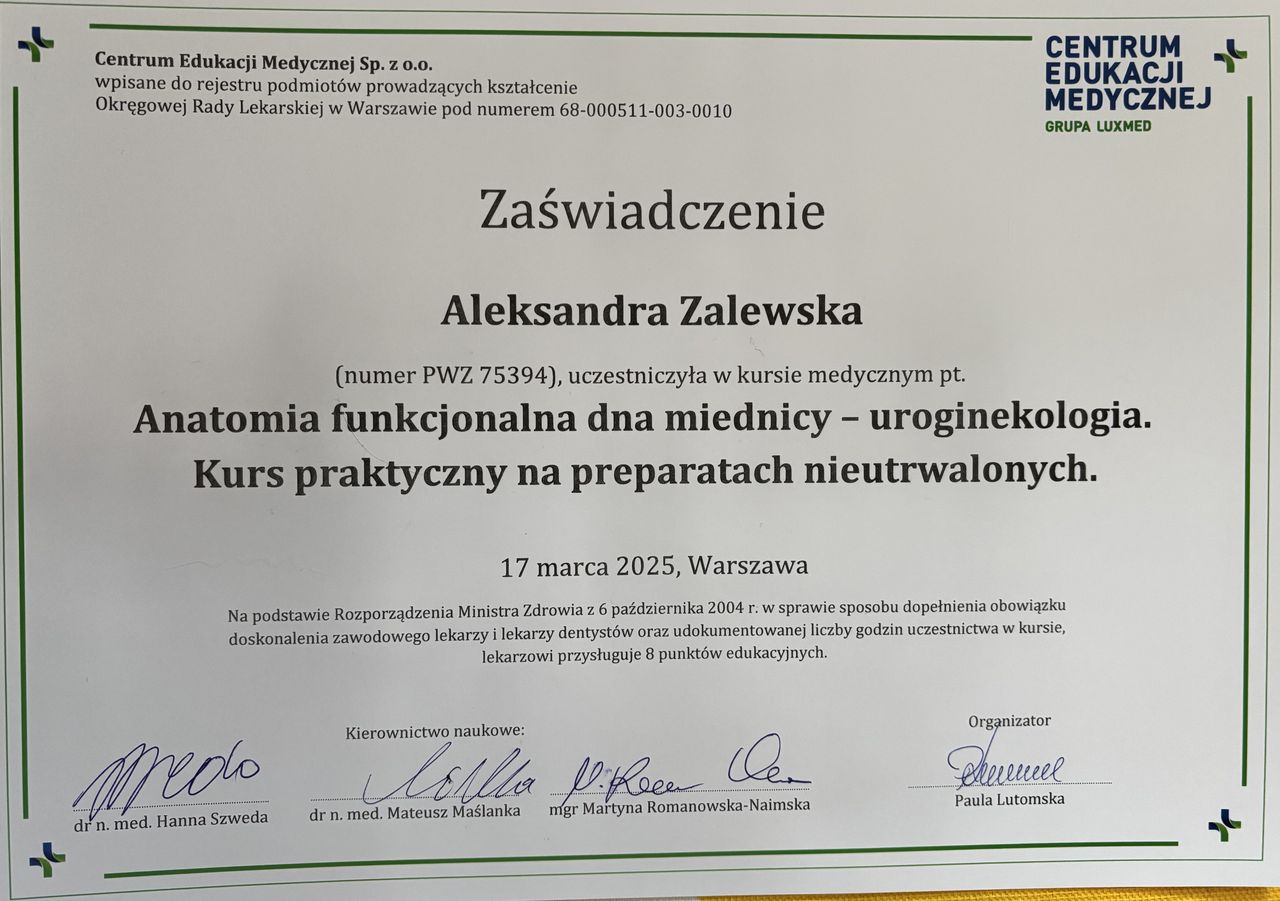 Centrum Edukacji Medycznej Sp. z o.o.
wpisane do rejestru podmiotów prowadzących kształcenie
Okręgowej Rady Lekarskiej w Warszawie pod numerem 68-000511-003-0010
CENTRUM
EDUKACJI
MEDYCZNEJ
GRUPA LUXMED
Zaświadczenie
Aleksandra Zalewska
(numer PWZ 75394), uczestniczyła w kursie medycznym pt.
Anatomia funkcjonalna dna miednicy – uroginekologia.
Kurs praktyczny na preparatach nieutrwalonych.
17 marca 2025, Warszawa
Na podstawie Rozporządzenia Ministra Zdrowia z 6 października 2004 r. w sprawie sposobu dopełnienia obowiązku
doskonalenia zawodowego lekarzy i lekarzy dentystów oraz udokumentowanej liczby godzin uczestnictwa w kursie,
lekarzowi przysługuje 8 punktów edukacyjnych.
Kierownictwo naukowe:
Organizator
dr n. med. Hanna Szweda
dr n. med. Mateusz Maślanka
mgr Martyna Romanowska-Naimska
Paula Lutomska